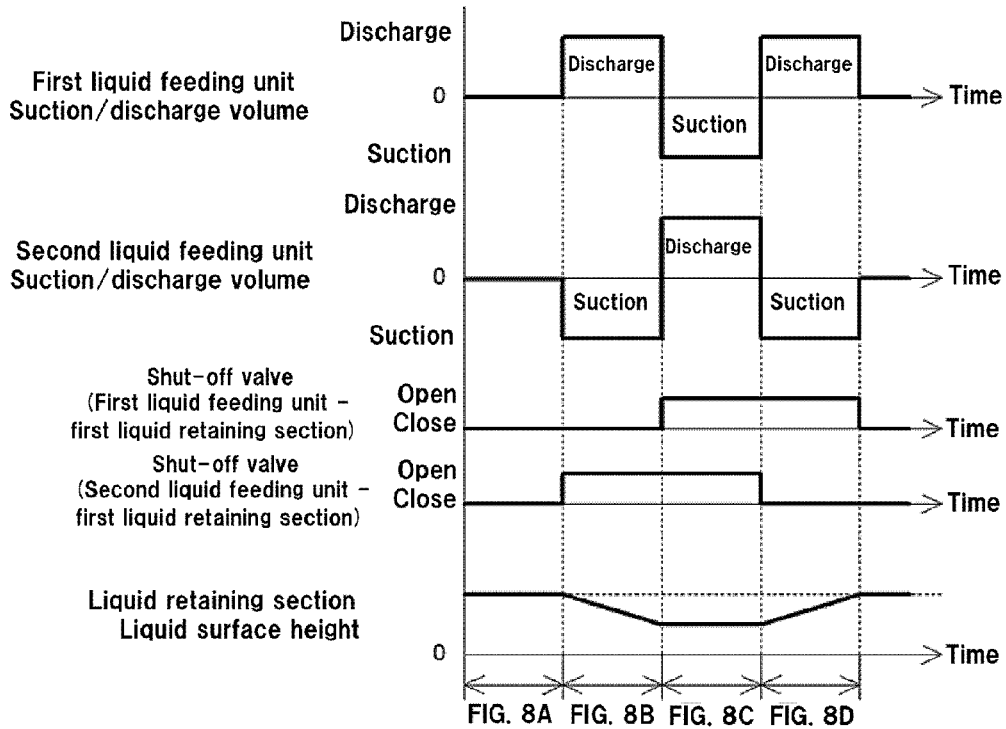 Discharge
Discharge
Discharge
First liquid feeding unit
Suction/discharge volume
0
Time
Suction
Suction
Discharge
Second liquid feeding unit
Suction/discharge volume
Discharge
0
Time
Suction
Suction
Suction
Shut-off valve
(First liquid feeding unit -
first liquid retaining section)
Open
Close
Time
Shut-off valve
(Second liquid feeding unit -
first liquid retaining section)
Open
Close
Time
Liquid retaining section
Liquid surface height
0
Time
FIG. 8A
FIG. 8B
FIG. 8C
FIG. 8D